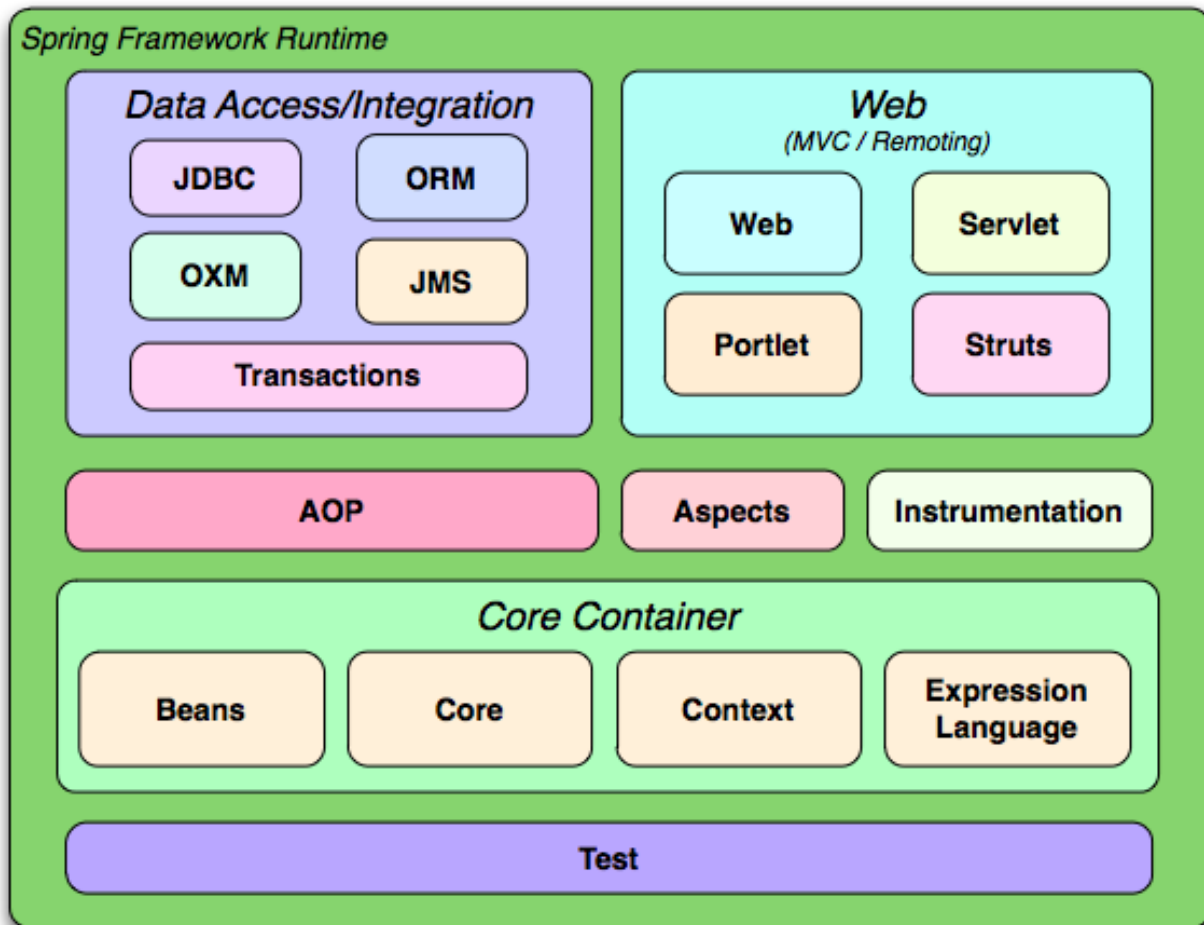 Spring Framework Runtime
Data Access/Integration
JDBC
ORM
OXM
JMS
Transactions
Web
(MVC / Remoting)
Web
Servlet
Portlet
Struts
AOP
Aspects
Instrumentation
Core Container
Beans
Core
Context
Expression
Language
Test